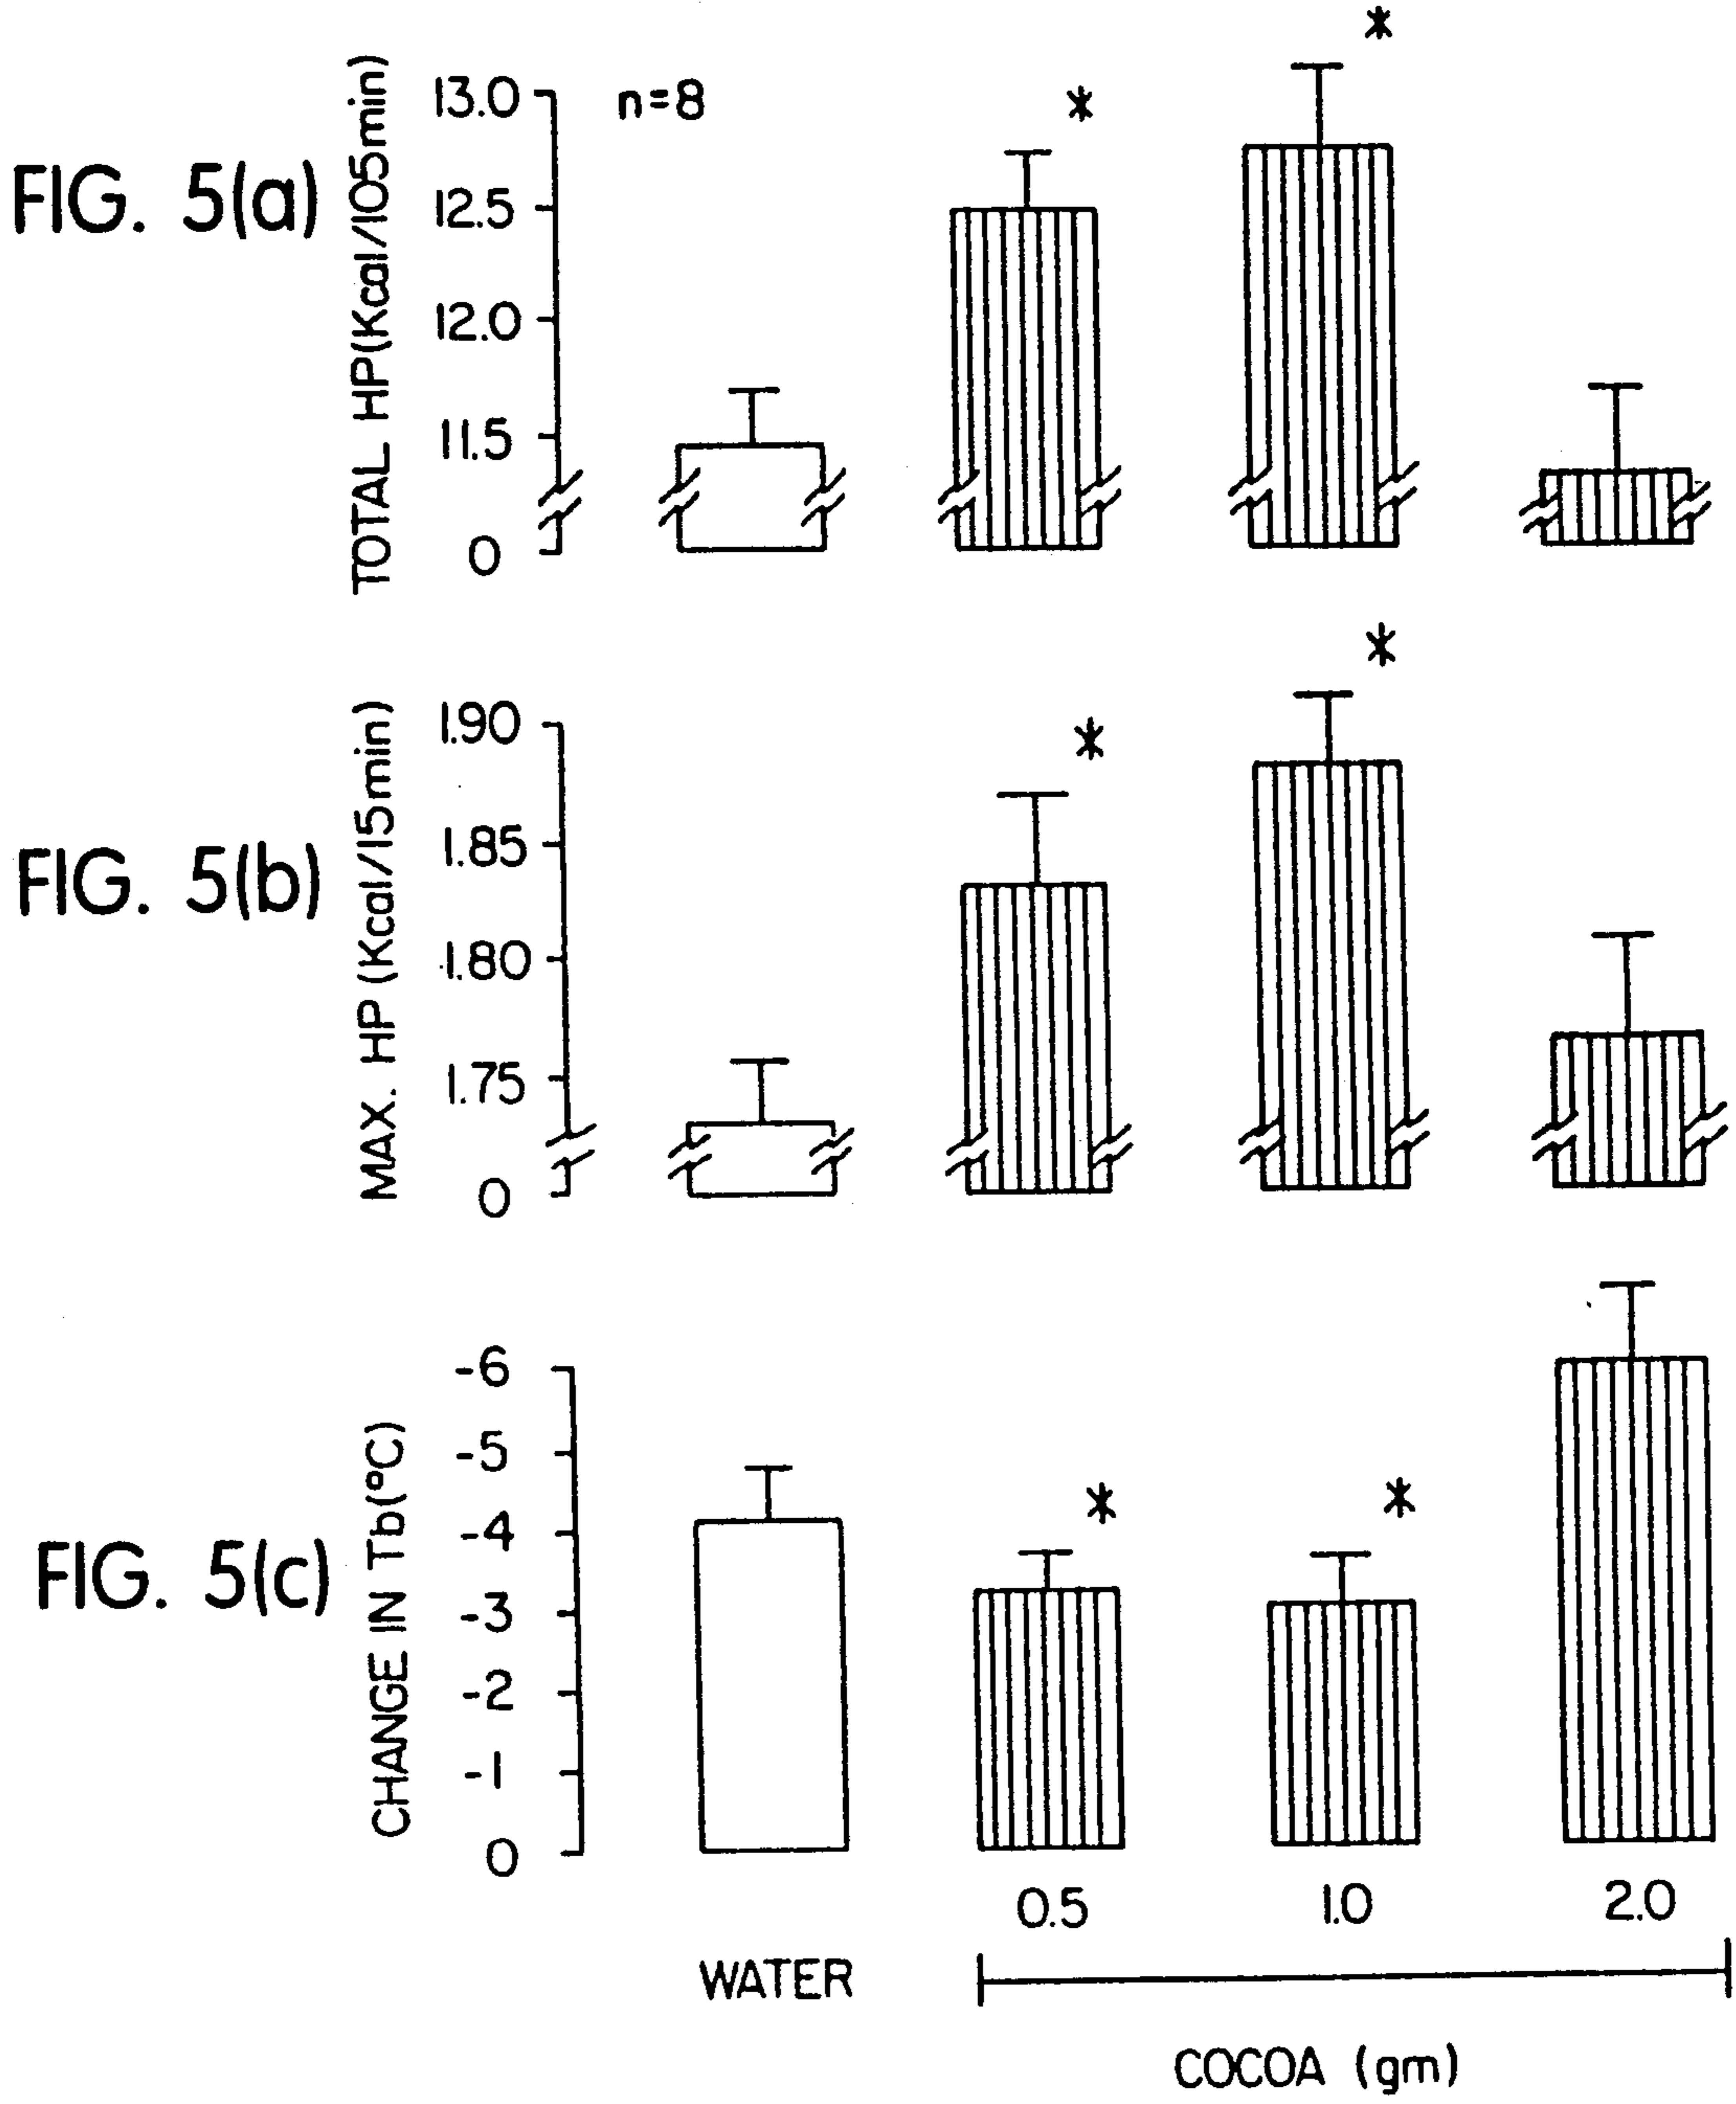 FIG. 5(a)
TOTAL HP(Kcal/105min)
13.0
12.5
12.0
11.5
0
n=8
*
*
FIG. 5(b)
MAX. HP (Kcal/15min)
1.90
1.85
1.80
1.75
0
*
*
FIG. 5(c)
CHANGE IN Tb(°C)
-6
-5
-4
-3
-2
-1
0
*
*
0.5 1.0 2.0
WATER
COCOA (gm)